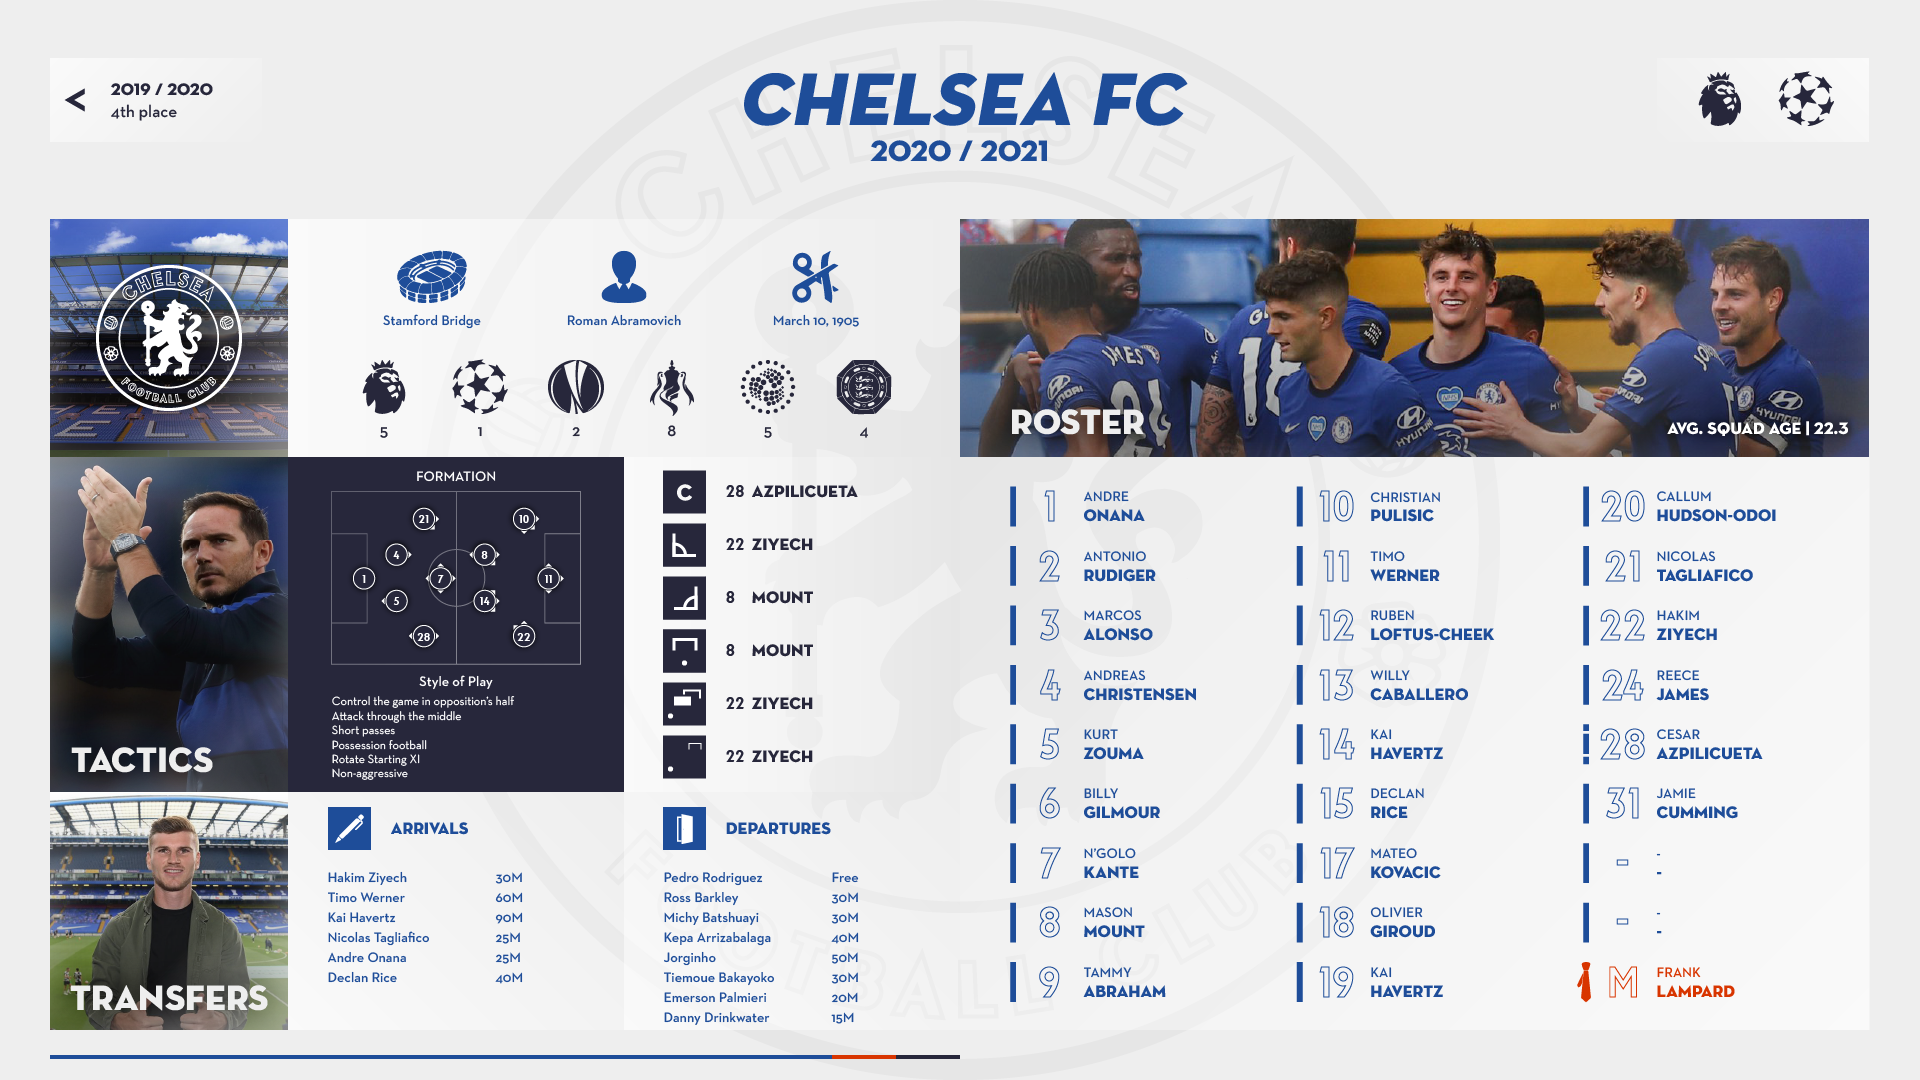 <
2019 / 2020
4th place
CHELSEA FC
2020 / 2021
CHELSEA
FOOTBALL CLUB
Stamford Bridge
Roman Abramovich
March 10, 1905
5
1
2
8
5
4
TACTICS
FORMATION
21
10
4
8
1
7
11
5
14
28
22
Style of Play
Control the game in opposition's half
Attack through the middle
Short passes
Possession football
Rotate Starting XI
Non-aggressive
C
28 AZPILICUETA
22 ZIYECH
8 MOUNT
8 MOUNT
22 ZIYECH
22 ZIYECH
TRANSFERS
ARRIVALS
Hakim Ziyech 30M
Timo Werner 60M
Kai Havertz 90M
Nicolas Tagliafico 25M
Andre Onana 25M
Declan Rice 40M
DEPARTURES
Pedro Rodriguez Free
Ross Barkley 30M
Michy Batshuayi 30M
Kepa Arrizabalaga 40M
Jorginho 50M
Tiemoue Bakayoko 30M
Emerson Palmieri 20M
Danny Drinkwater 15M
JAMES
24
18
HYUNDAI
HYUNDAI
ROSTER
AVG. SQUAD AGE | 22.3
1 ANDRE
ONANA
2 ANTONIO
RUDIGER
3 MARCOS
ALONSO
4 ANDREAS
CHRISTENSEN
5 KURT
ZOUMA
6 BILLY
GILMOUR
7 N'GOLO
KANTE
8 MASON
MOUNT
9 TAMMY
ABRAHAM
10 CHRISTIAN
PULISIC
11 TIMO
WERNER
12 RUBEN
LOFTUS-CHEEK
13 WILLY
CABALLERO
14 KAI
HAVERTZ
15 DECLAN
RICE
17 MATEO
KOVACIC
18 OLIVIER
GIROUD
19 KAI
HAVERTZ
20 CALLUM
HUDSON-ODOI
21 NICOLAS
TAGLIAFICO
22 HAKIM
ZIYECH
24 REECE
JAMES
28 CESAR
AZPILICUETA
31 JAMIE
CUMMING
- -
-
- -
-
M FRANK
LAMPARD
CHELSEA
FOOTBALL CLUB